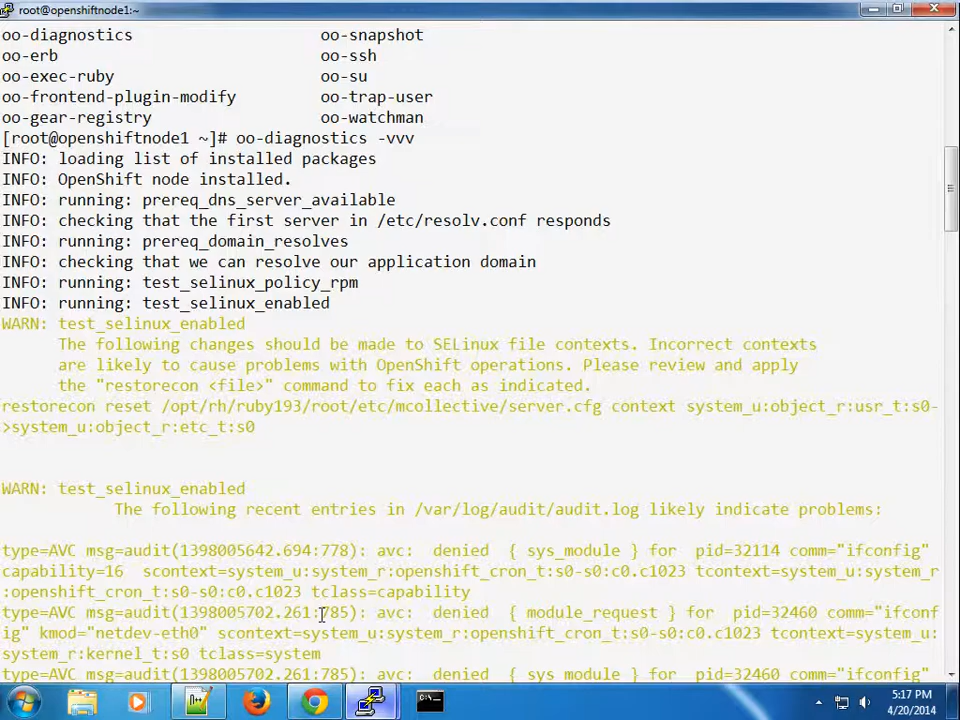 root@openshiftnode1:~
oo-diagnostics oo-snapshot
oo-erb oo-ssh
oo-exec-ruby oo-su
oo-frontend-plugin-modify oo-trap-user
oo-gear-registry oo-watchman
[root@openshiftnode1 ~]# oo-diagnostics -vvv
INFO: loading list of installed packages
INFO: OpenShift node installed.
INFO: running: prereq_dns_server_available
INFO: checking that the first server in /etc/resolv.conf responds
INFO: running: prereq_domain_resolves
INFO: checking that we can resolve our application domain
INFO: running: test_selinux_policy_rpm
INFO: running: test_selinux_enabled
WARN: test_selinux_enabled
The following changes should be made to SELinux file contexts. Incorrect contexts
are likely to cause problems with OpenShift operations. Please review and apply
the "restorecon <file>" command to fix each as indicated.
restorecon reset /opt/rh/ruby193/root/etc/mcollective/server.cfg context system_u:object_r:usr_t:s0-
>system_u:object_r:etc_t:s0
WARN: test_selinux_enabled
The following recent entries in /var/log/audit/audit.log likely indicate problems:
type=AVC msg=audit(1398005642.694:778): avc:  denied  { sys_module } for  pid=32114 comm="ifconfig"
capability=16  scontext=system_u:system_r:openshift_cron_t:s0-s0:c0.c1023 tcontext=system_u:system_r
:openshift_cron_t:s0-s0:c0.c1023 tclass=capability
type=AVC msg=audit(1398005702.261:785): avc:  denied  { module_request } for  pid=32460 comm="ifconf
ig" kmod="netdev-eth0" scontext=system_u:system_r:openshift_cron_t:s0-s0:c0.c1023 tcontext=system_u:
system_r:kernel_t:s0 tclass=system
type=AVC msg=audit(1398005702.261:785): avc:  denied  { sys_module } for  pid=32460 comm="ifconfig"
5:17 PM
4/20/2014